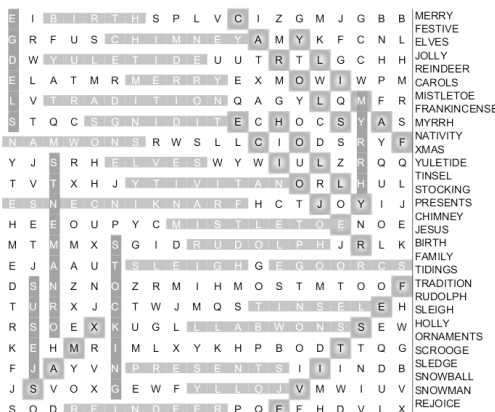 E I B I R T H S P L V C I Z G M J G B B
G R F U S C H I M N E Y A M Y K F C N L
D W Y U L E T I D E U U T R T L G C H H
E L A T M R M E R R Y E X M O W I W P M
L V T R A D I T I O N Q A G Y L Q M F R
S T Q C S G N I D I T E C H O C S Y A S
N A M W O N S R W S L L C I O D S R Y F
Y J S R H E L V E S W Y W I U L Z R Q Q
T V T X H J Y T I V I T A N O R L H U L
E S N E C N I K N A R F H C T J O Y I J
H E E O U P Y C M I S T L E T O E N O E
M T M M X S G I D R U D O L P H J R L K
E J A A U T S L E I G H G E G O O R C S
D S N Z N O Z R M I H M O S T M T O O F
T U R X J C T W J M Q S T I N S E L E H
R S O E X K U G L L L A B W O N S S E W
K E H M R I M L X Y K H P B O D T T Q G
F J A Y V N P R E S E N T S I I I N D B
J S V O X G E W F Y L L O J V M W I U V
S O D R E I N D E E R P Q E E H D V L X
MERRY
FESTIVE
ELVES
JOLLY
REINDEER
CAROLS
MISTLETOE
FRANKINCENSE
MYRRH
NATIVITY
XMAS
YULETIDE
TINSEL
STOCKING
PRESENTS
CHIMNEY
JESUS
BIRTH
FAMILY
TIDINGS
TRADITION
RUDOLPH
SLEIGH
HOLLY
ORNAMENTS
SCROOGE
SLEDGE
SNOWBALL
SNOWMAN
REJOICE